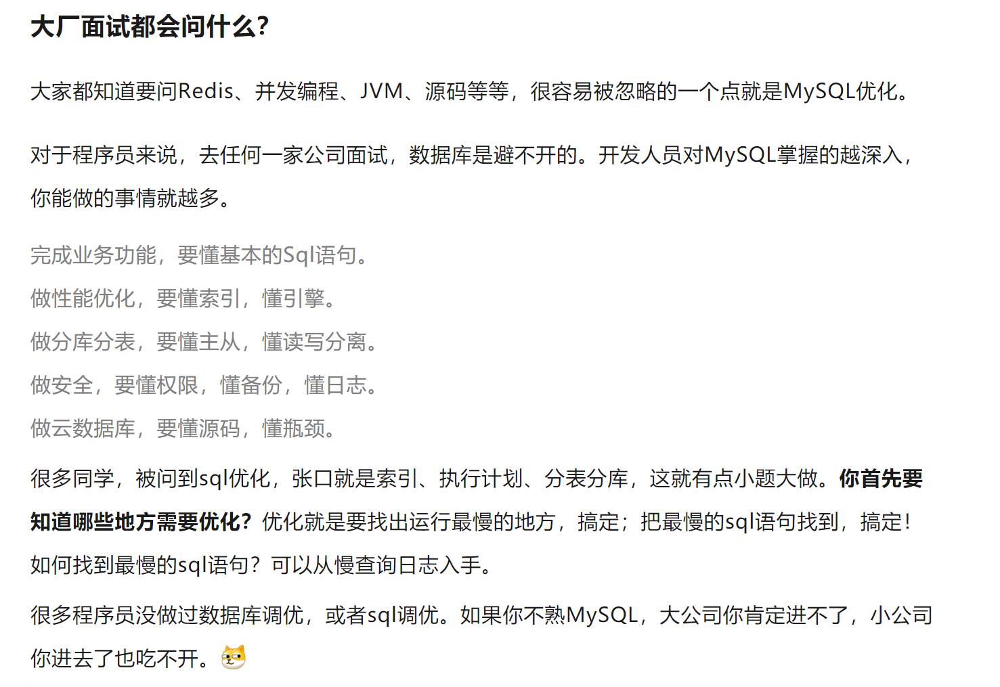 大厂面试都会问什么？
大家都知道要问Redis、并发编程、JVM、源码等等，很容易被忽略的一个点就是MySQL优化。
对于程序员来说，去任何一家公司面试，数据库是避不开的。开发人员对MySQL掌握的越深入，
你能做的事情就越多。
完成业务功能，要懂基本的Sql语句。
做性能优化，要懂索引，懂引擎。
做分库分表，要懂主从，懂读写分离。
做安全，要懂权限，懂备份，懂日志。
做云数据库，要懂源码，懂瓶颈。
很多同学，被问到sql优化，张口就是索引、执行计划、分表分库，这就有点小题大做。你首先要
知道哪些地方需要优化？优化就是要找出运行最慢的地方，搞定；把最慢的sql语句找到，搞定！
如何找到最慢的sql语句？可以从慢查询日志入手。
很多程序员没做过数据库调优，或者sql调优。如果你不熟MySQL，大公司你肯定进不了，小公司
你进去了也吃不开。